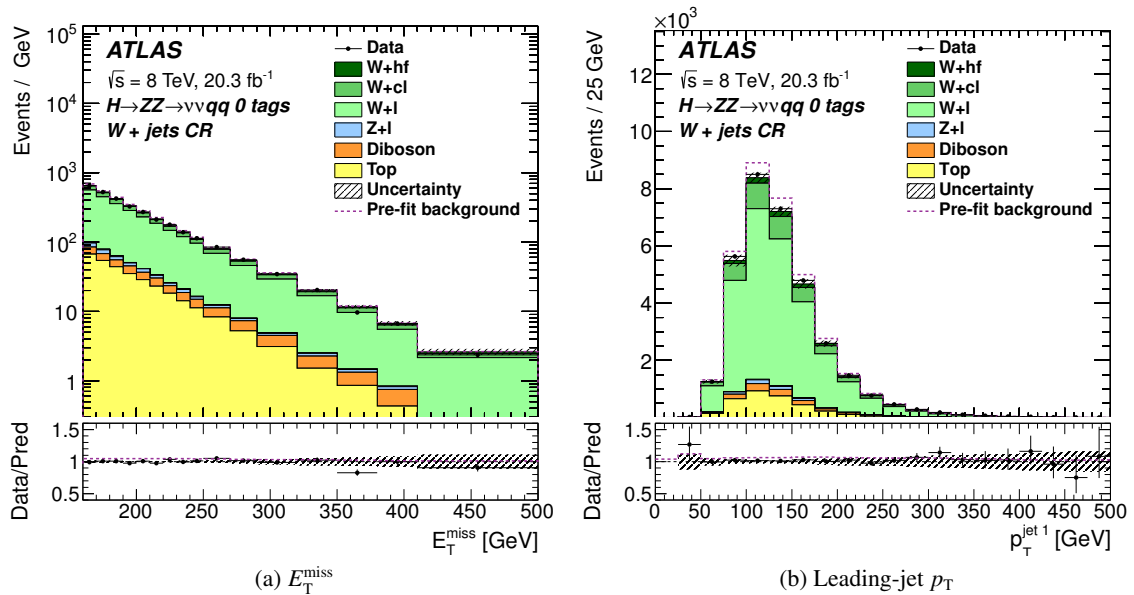 Events / GeV
10⁵
10⁴
10³
10²
10
1
ATLAS
√s = 8 TeV, 20.3 fb⁻¹
H→ZZ→ννqq 0 tags
W + jets CR
Data
W+hf
W+cl
W+l
Z+l
Diboson
Top
Uncertainty
Pre-fit background
Data/Pred
1.5
1
0.5
200 250 300 350 400 450 500
E_T^miss [GeV]
(a) E_T^miss
×10³
Events / 25 GeV
12
10
8
6
4
2
ATLAS
√s = 8 TeV, 20.3 fb⁻¹
H→ZZ→ννqq 0 tags
W + jets CR
Data
W+hf
W+cl
W+l
Z+l
Diboson
Top
Uncertainty
Pre-fit background
Data/Pred
1.5
1
0.5
0 50 100 150 200 250 300 350 400 450 500
p_T^jet 1 [GeV]
(b) Leading-jet p_T